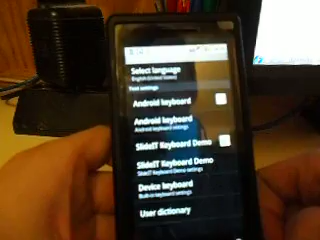 Select language
English (United States)
Text settings
Android keyboard
Android keyboard
Android keyboard settings
SlideIT Keyboard Demo
SlideIT Keyboard Demo
SlideIT Keyboard Demo settings
Device keyboard
Built-in keyboard settings
User dictionary